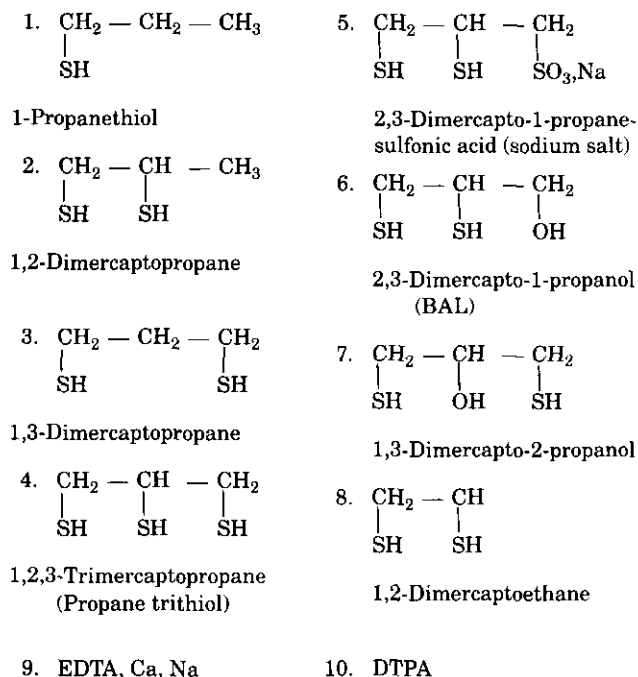 1. CH₂ — CH₂ — CH₃
SH
1-Propanethiol
2. CH₂ — CH — CH₃
SH SH
1,2-Dimercaptopropane
3. CH₂ — CH₂ — CH₂
SH SH
1,3-Dimercaptopropane
4. CH₂ — CH — CH₂
SH SH SH
1,2,3-Trimercaptopropane
(Propane trithiol)
9. EDTA, Ca, Na
5. CH₂ — CH — CH₂
SH SH SO₃,Na
2,3-Dimercapto-1-propane-
sulfonic acid (sodium salt)
6. CH₂ — CH — CH₂
SH SH OH
2,3-Dimercapto-1-propanol
(BAL)
7. CH₂ — CH — CH₂
SH OH SH
1,3-Dimercapto-2-propanol
8. CH₂ — CH
SH SH
1,2-Dimercaptoethane
10. DTPA